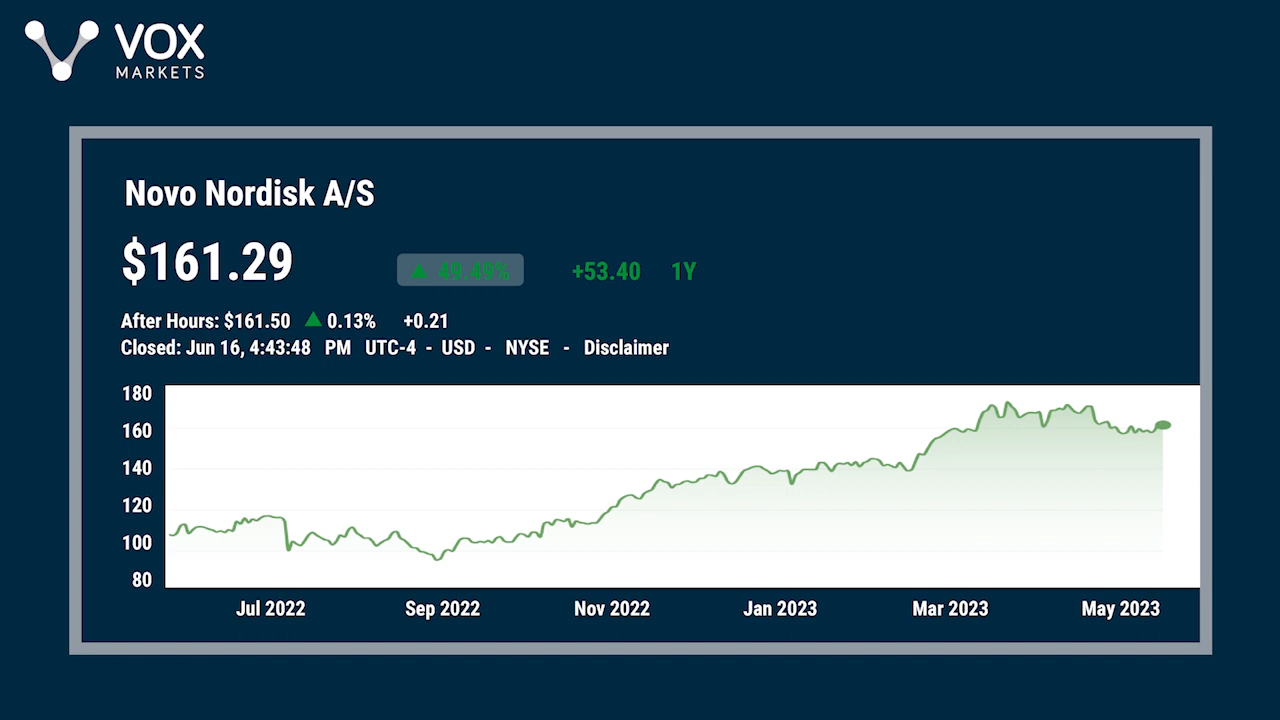 VOX
MARKETS
Novo Nordisk A/S
$161.29 ▲ 49.49% +53.40 1Y
After Hours: $161.50 ▲ 0.13% +0.21
Closed: Jun 16, 4:43:48 PM UTC-4 - USD - NYSE - Disclaimer
180
160
140
120
100
80
Jul 2022 Sep 2022 Nov 2022 Jan 2023 Mar 2023 May 2023